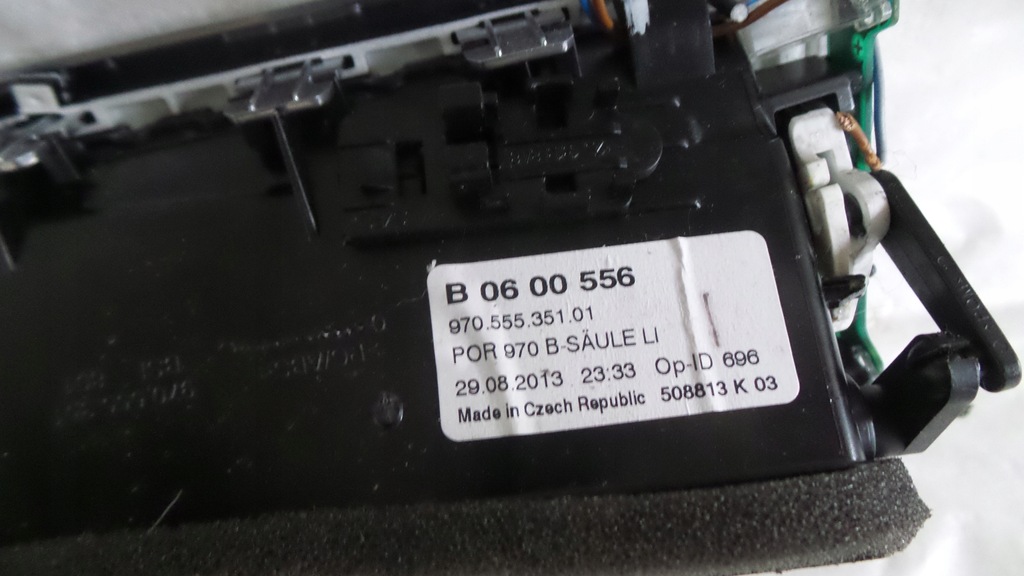 B 06 00 556
970.555.351.01
POR 970 B-SÄULE LI
29.08.2013 23:33 Op-ID 696
Made in Czech Republic 508813 K 03